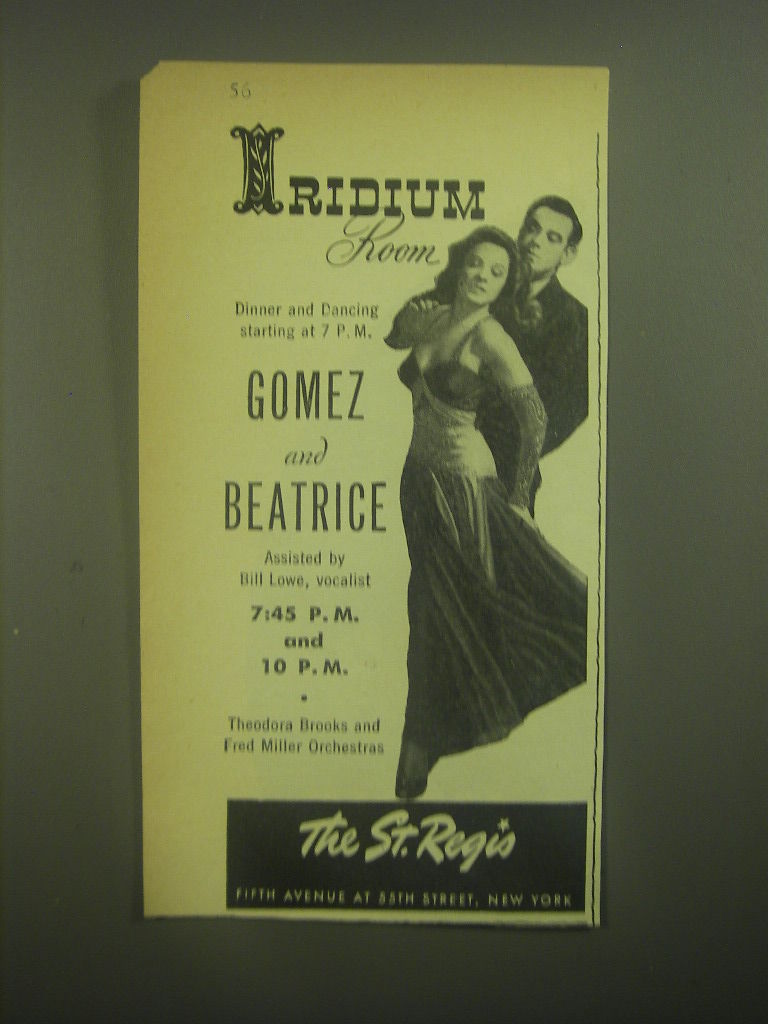 56
IRIDIUM
Room
Dinner and Dancing
starting at 7 P. M.
GOMEZ
and
BEATRICE
Assisted by
Bill Lowe, vocalist
7:45 P. M.
and
10 P. M.
•
Theodora Brooks and
Fred Miller Orchestras
The St. Regis
FIFTH AVENUE AT 55TH STREET, NEW YORK